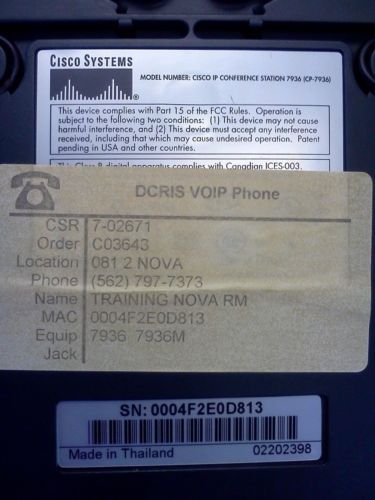 CISCO SYSTEMS
MODEL NUMBER: CISCO IP CONFERENCE STATION 7936 (CP-7936)
This device complies with Part 15 of the FCC Rules. Operation is
subject to the following two conditions: (1) This device may not cause
harmful interference, and (2) This device must accept any interference
received, including that which may cause undesired operation. Patent
pending in USA and other countries.
This Class B digital apparatus complies with Canadian ICES-003.
DCRIS VOIP Phone
CSR 7-02671
Order C03643
Location 081 2 NOVA
Phone (562) 797-7373
Name TRAINING NOVA RM
MAC 0004F2E0D813
Equip 7936 7936M
Jack
SN: 0004F2E0D813
Made in Thailand 02202398